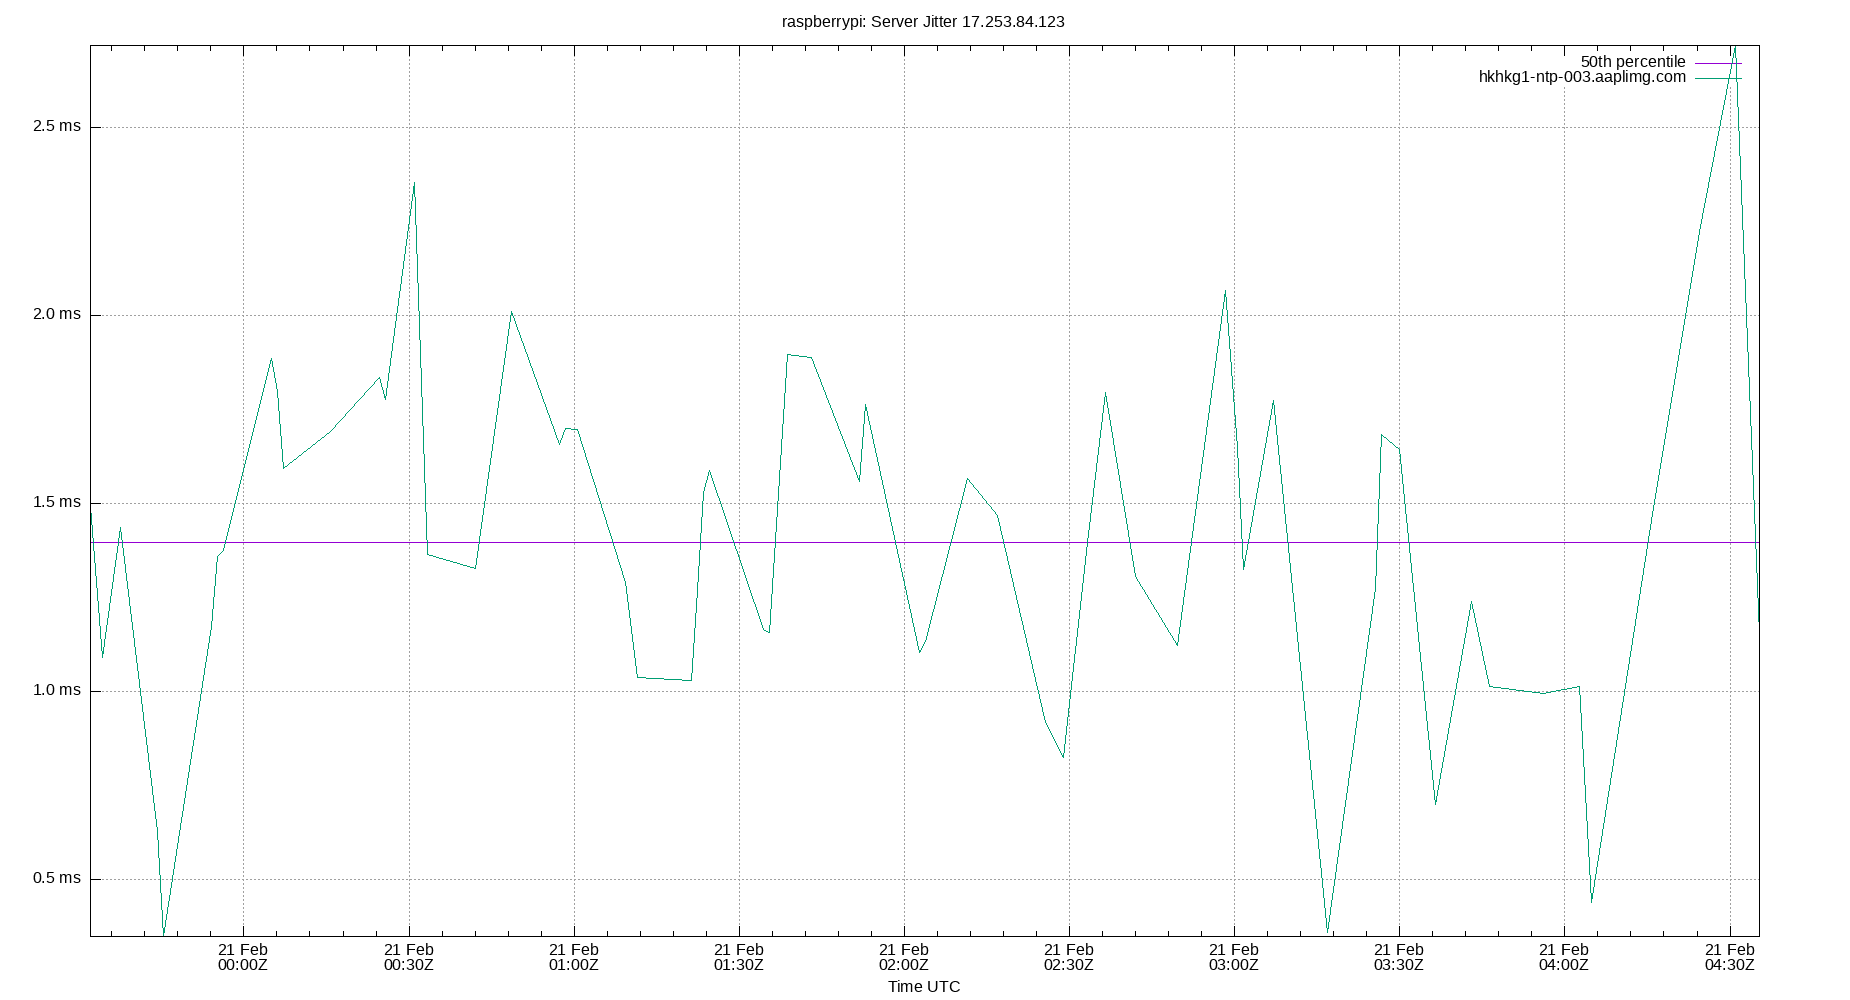 raspberrypi: Server Jitter 17.253.84.123
50th percentile
hkhkg1-ntp-003.aaplimg.com
2.5 ms
2.0 ms
1.5 ms
1.0 ms
0.5 ms
21 Feb 21 Feb 21 Feb 21 Feb 21 Feb 21 Feb 21 Feb 21 Feb 21 Feb 21 Feb
00:00Z 00:30Z 01:00Z 01:30Z 02:00Z 02:30Z 03:00Z 03:30Z 04:00Z 04:30Z
Time UTC